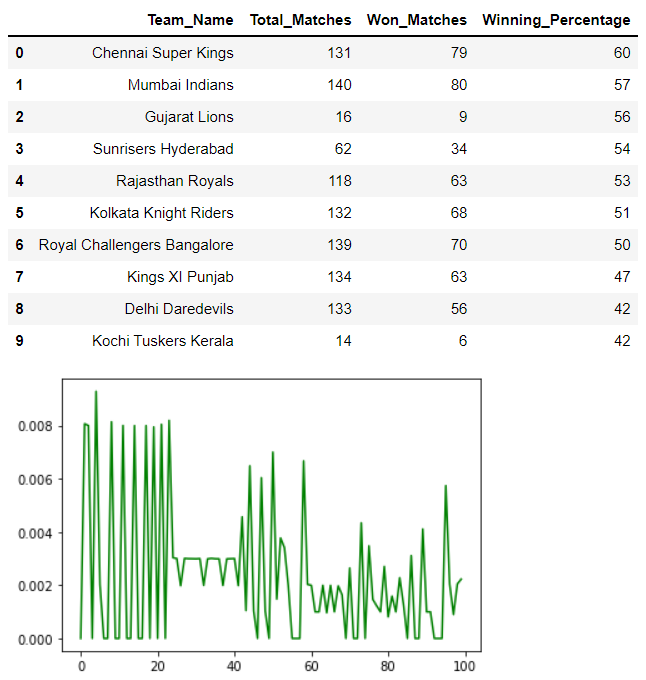 Team_Name Total_Matches Won_Matches Winning_Percentage
0 Chennai Super Kings 131 79 60
1 Mumbai Indians 140 80 57
2 Gujarat Lions 16 9 56
3 Sunrisers Hyderabad 62 34 54
4 Rajasthan Royals 118 63 53
5 Kolkata Knight Riders 132 68 51
6 Royal Challengers Bangalore 139 70 50
7 Kings XI Punjab 134 63 47
8 Delhi Daredevils 133 56 42
9 Kochi Tuskers Kerala 14 6 42
0.008
0.006
0.004
0.002
0.000
0 20 40 60 80 100